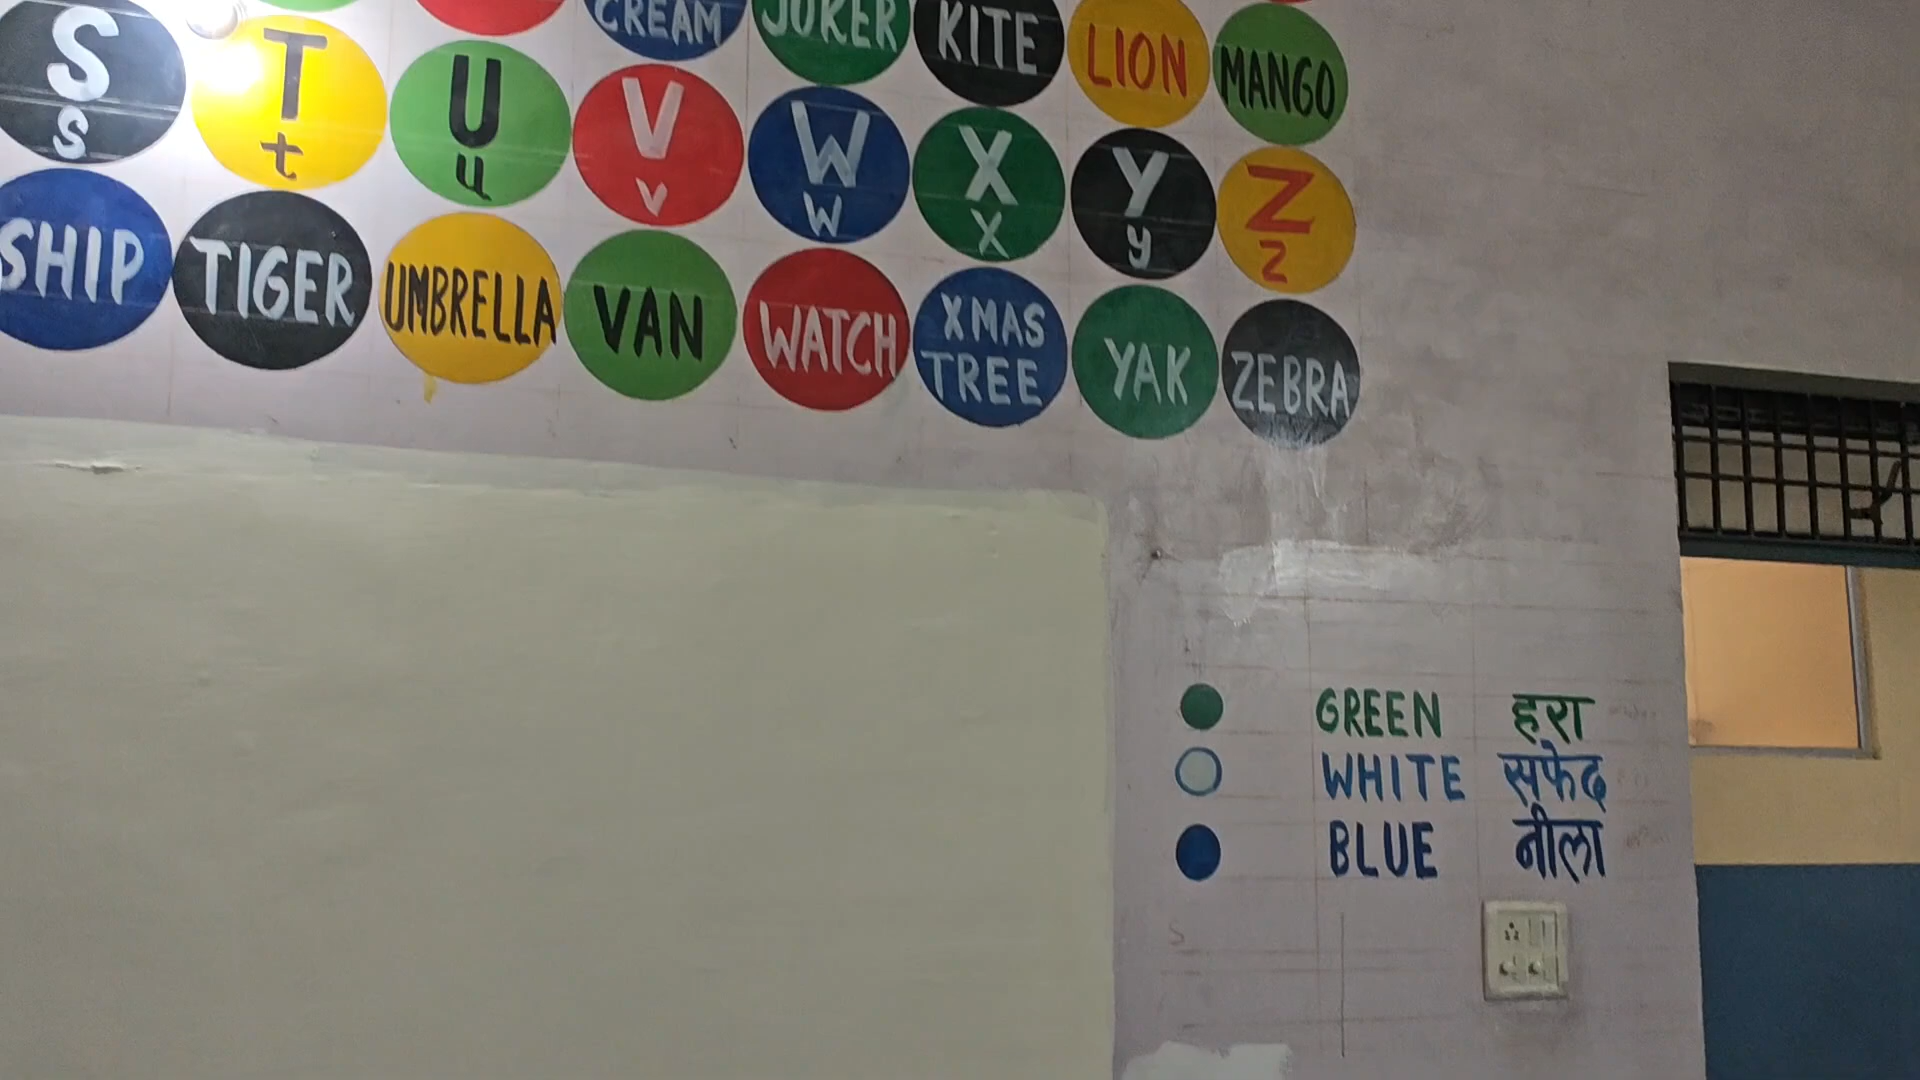 CREAM JOKER KITE LION MANGO
S T U V W X Y Z
s t u v w x y z
SHIP TIGER UMBRELLA VAN WATCH XMAS TREE YAK ZEBRA
GREEN हरा
WHITE सफेद
BLUE नीला